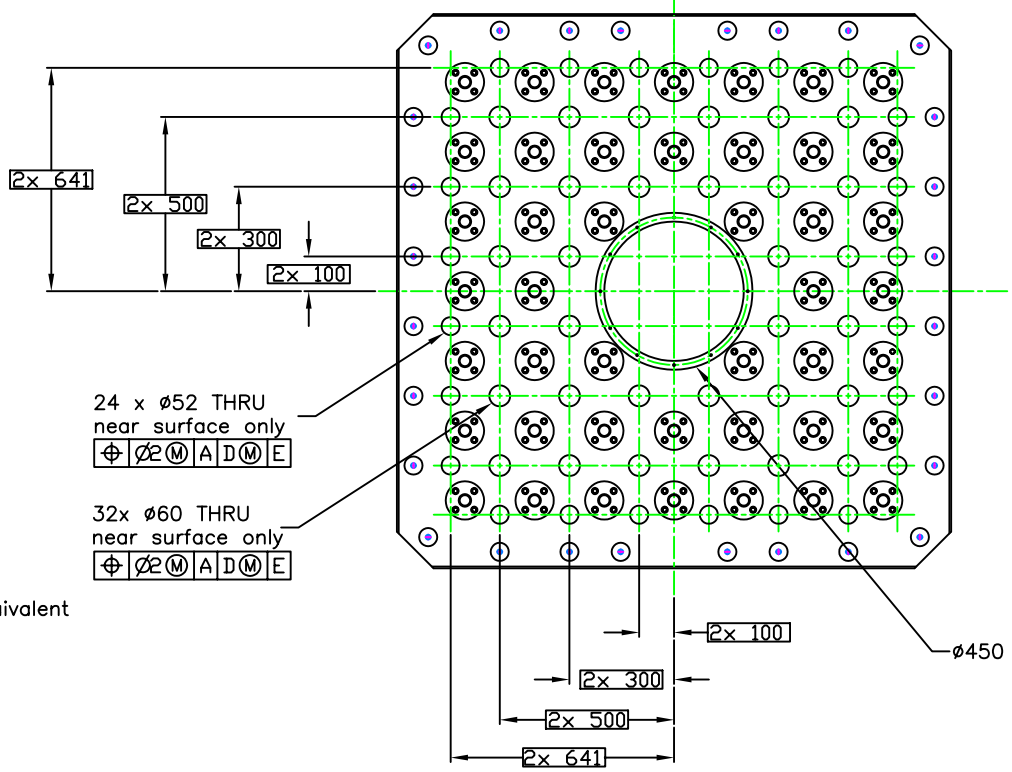 2x 641
2x 500
2x 300
2x 100
24 x ø52 THRU
near surface only
⌖ Ø2Ⓜ A DⓂ E
32x ø60 THRU
near surface only
⌖ Ø2Ⓜ A DⓂ E
2x 100
ø450
2x 300
2x 500
2x 641